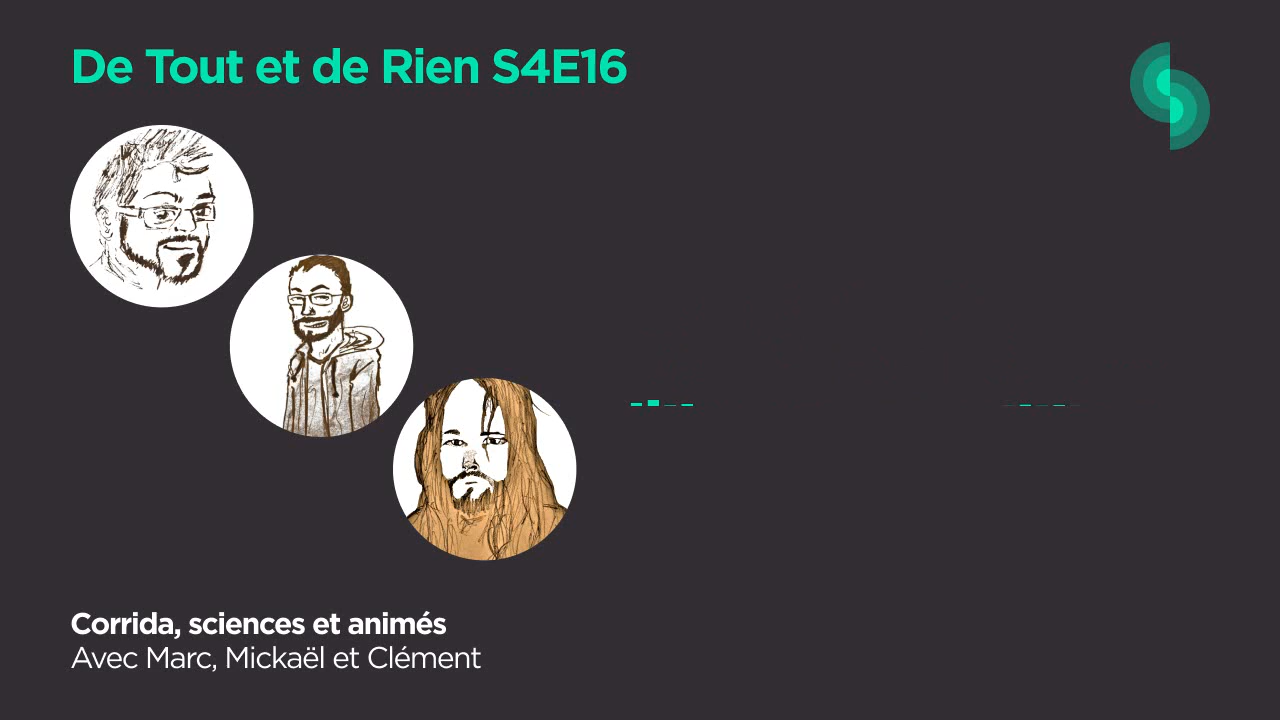 De Tout et de Rien S4E16
Corrida, sciences et animés
Avec Marc, Mickaël et Clément